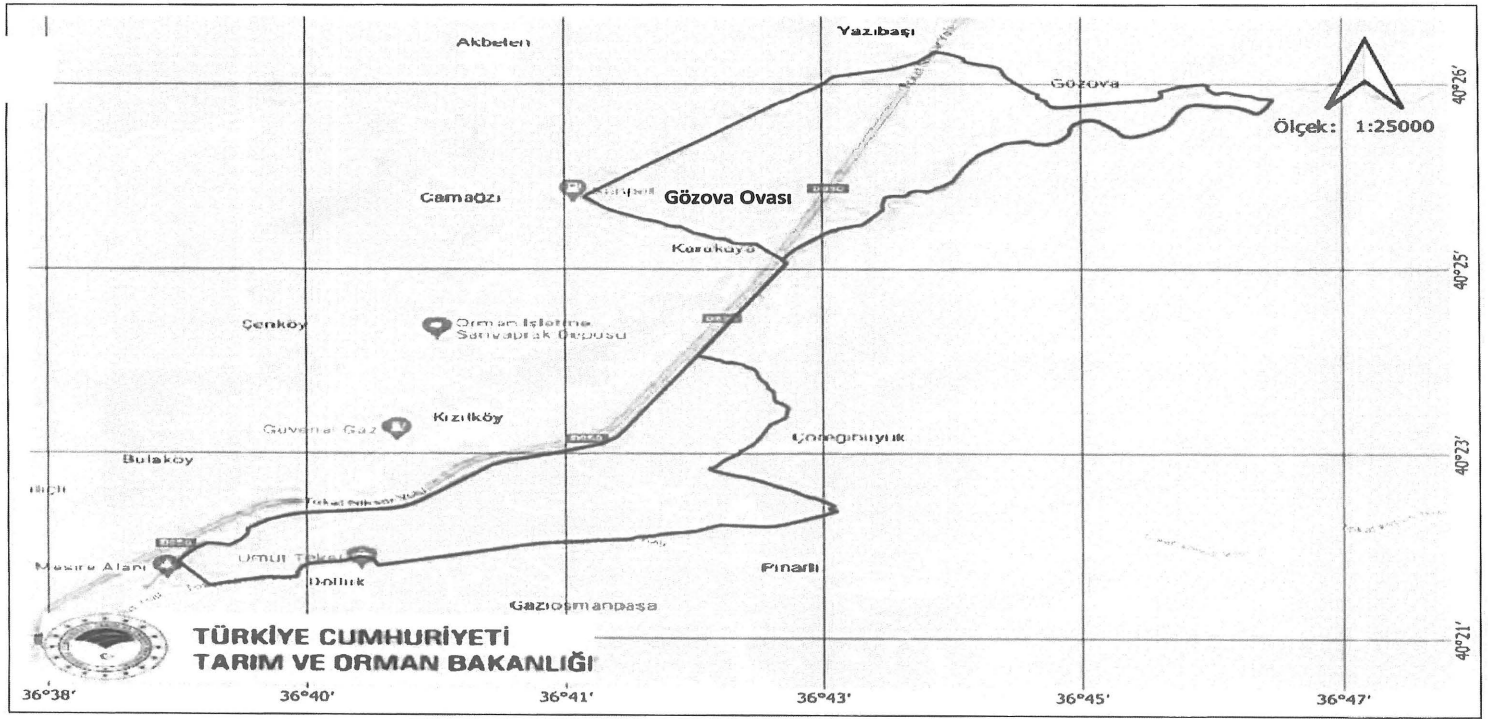 Akbelen
Yazıbaşı
Gözova
40°26'
Ölçek: 1:25000
Camağzı
Gözova Ovası
D850
Karakaya
40°25'
D850
Çenköy
Orman İşletme
Sarıyaprak Deposu
Kızılköy
Güvenal Gaz
D850
Çöreğibüyük
40°23'
Bulaköy
Tokat Niksar Yolu
D850
Mesire Alanı
Umut Tekel
Döllük
Pınarlı
Gaziosmanpaşa
40°21'
TÜRKİYE CUMHURİYETİ
TARIM VE ORMAN BAKANLIĞI
36°38'
36°40'
36°41'
36°43'
36°45'
36°47'